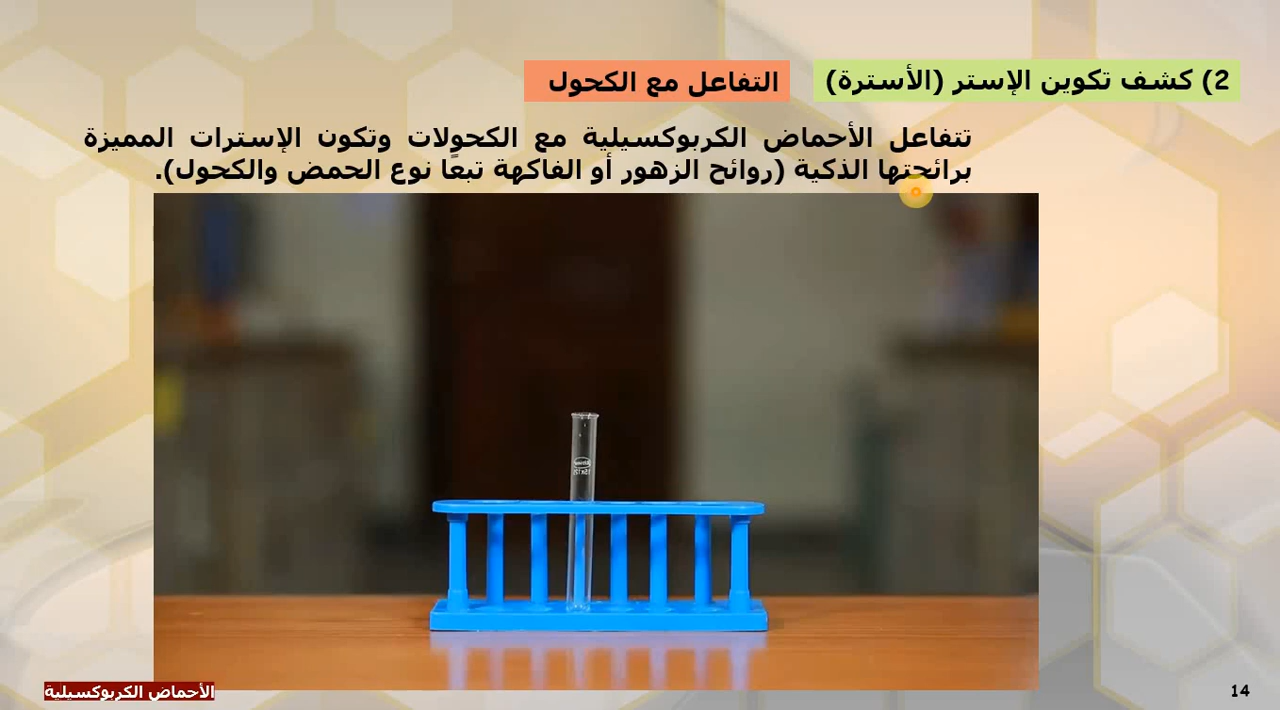 2) كشف تكوين الإستر (الأسترة)
التفاعل مع الكحول
تتفاعل الأحماض الكربوكسيلية مع الكحولات وتكون الإسترات المميزة
برائحتها الذكية (روائح الزهور أو الفاكهة تبعًا نوع الحمض والكحول).
الأحماض الكربوكسيلية
14